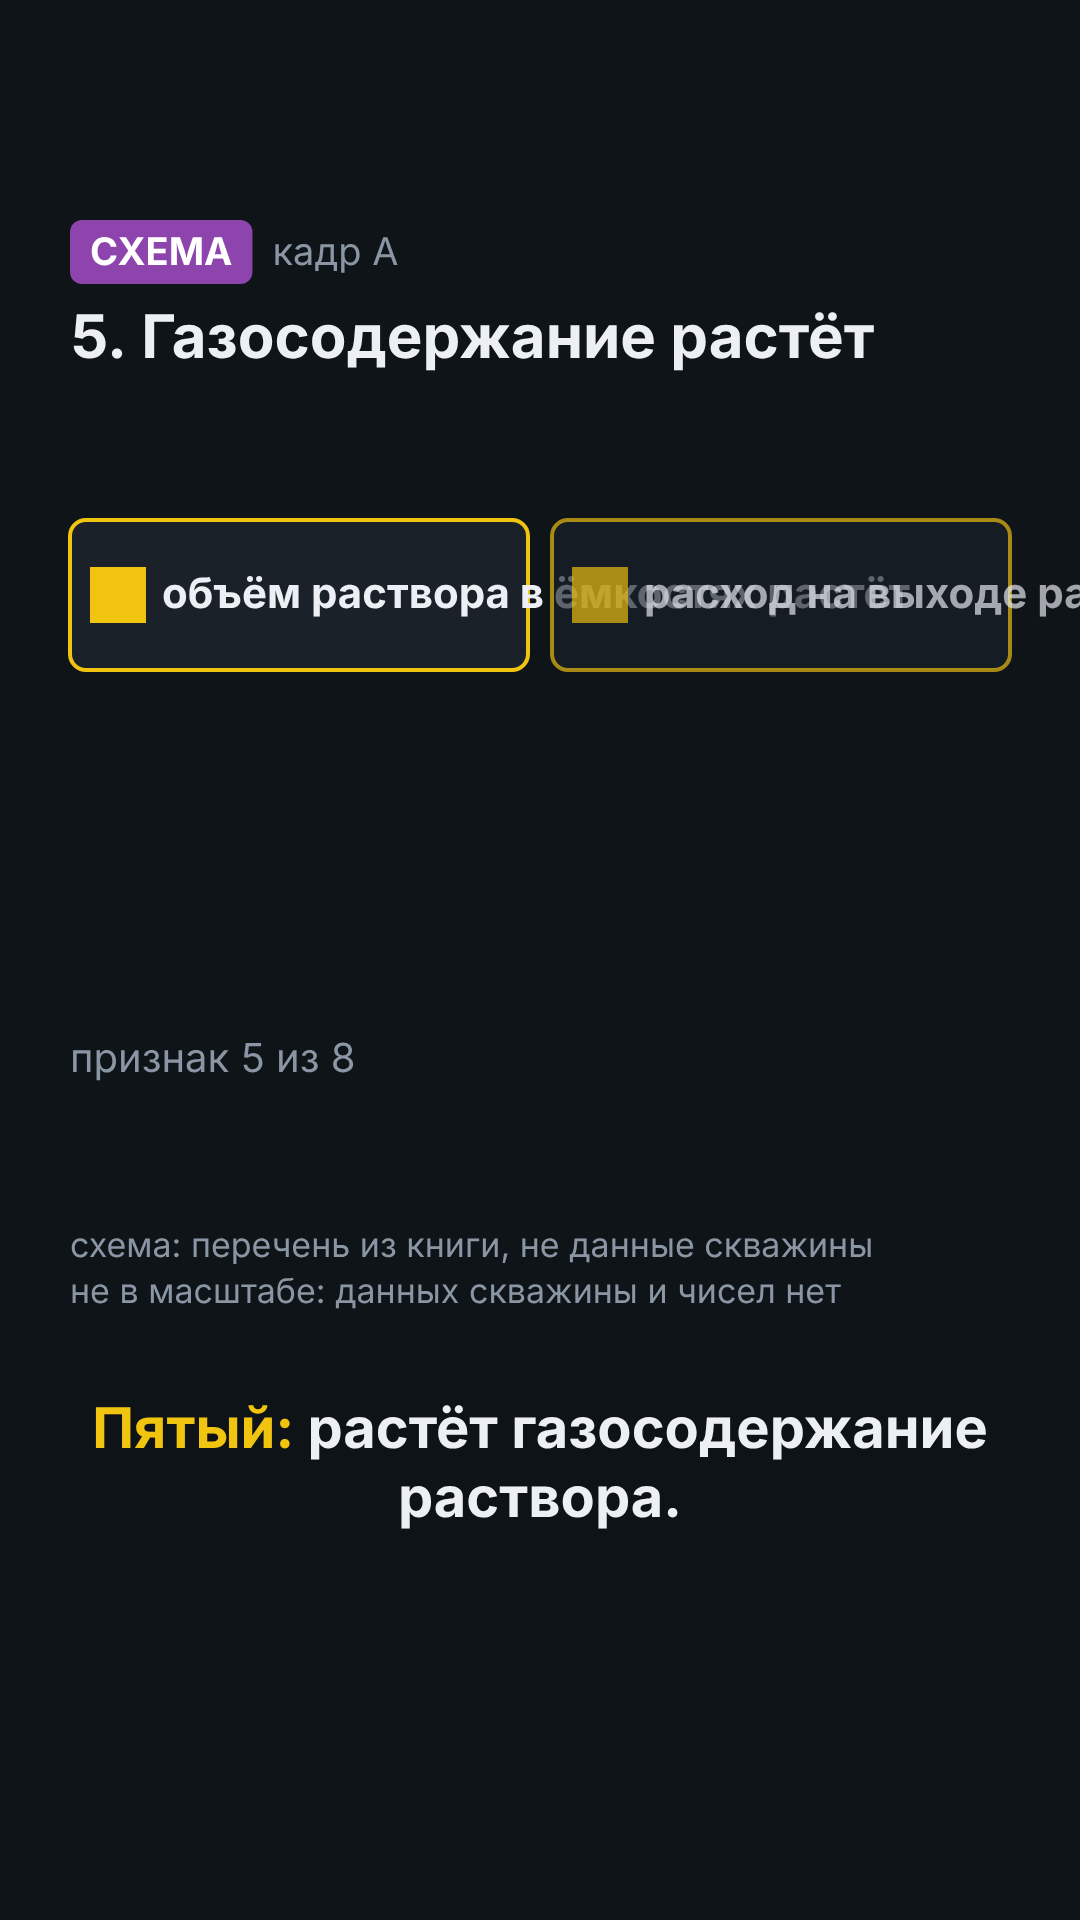 СХЕМА кадр А
5. Газосодержание растёт
объём раствора в расход на выходе
признак 5 из 8
схема: перечень из книги, не данные скважины
не в масштабе: данных скважины и чисел нет
Пятый: растёт газосодержание
раствора.